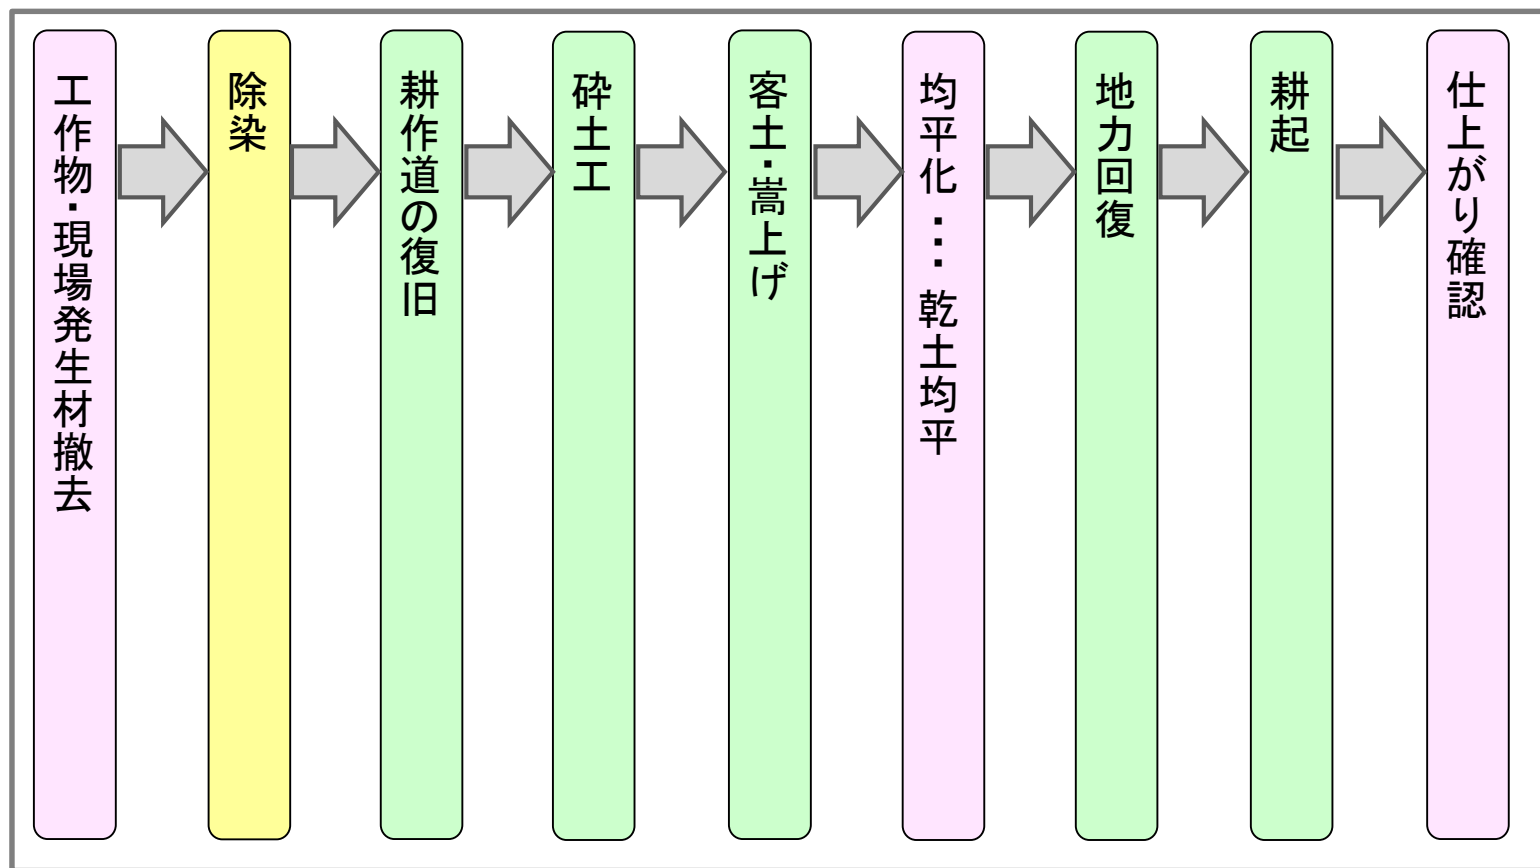 工作物・現場発生材撤去
除染
耕作道の復旧
砕土工
客土・嵩上げ
均平化・・・乾土均平
地力回復
耕起
仕上がり確認